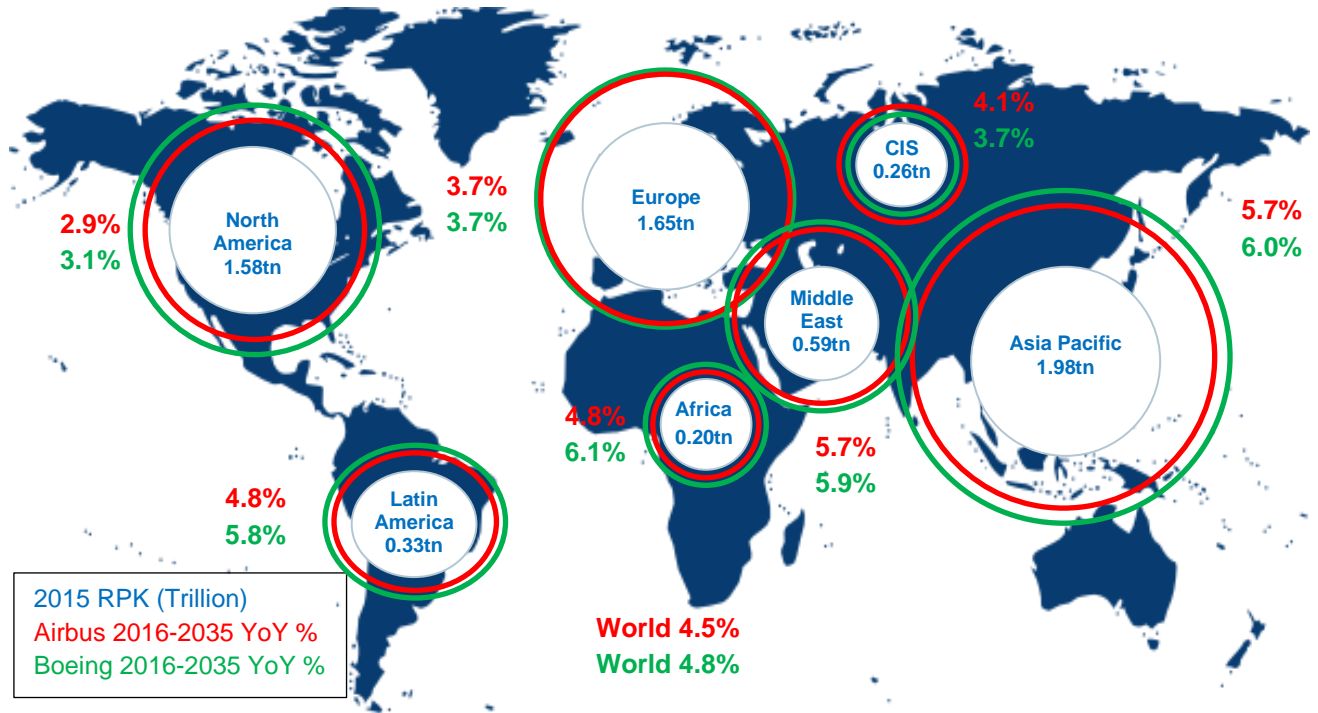 2.9%
3.1%
North
America
1.58tn
3.7%
3.7%
Europe
1.65tn
4.1%
3.7%
CIS
0.26tn
5.7%
6.0%
Asia Pacific
1.98tn
Middle
East
0.59tn
5.7%
5.9%
4.8%
6.1%
Africa
0.20tn
4.8%
5.8%
Latin
America
0.33tn
2015 RPK (Trillion)
Airbus 2016-2035 YoY %
Boeing 2016-2035 YoY %
World 4.5%
World 4.8%